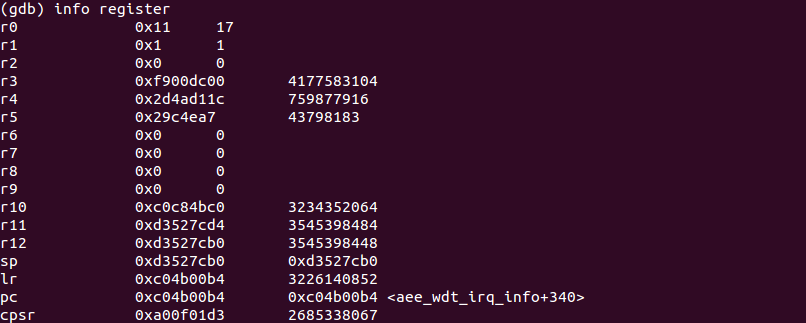 (gdb) info register
r0 0x11 17
r1 0x1 1
r2 0x0 0
r3 0xf900dc00 4177583104
r4 0x2d4ad11c 759877916
r5 0x29c4ea7 43798183
r6 0x0 0
r7 0x0 0
r8 0x0 0
r9 0x0 0
r10 0xc0c84bc0 3234352064
r11 0xd3527cd4 3545398484
r12 0xd3527cb0 3545398448
sp 0xd3527cb0 0xd3527cb0
lr 0xc04b00b4 3226140852
pc 0xc04b00b4 0xc04b00b4 <aee_wdt_irq_info+340>
cpsr 0xa00f01d3 2685338067